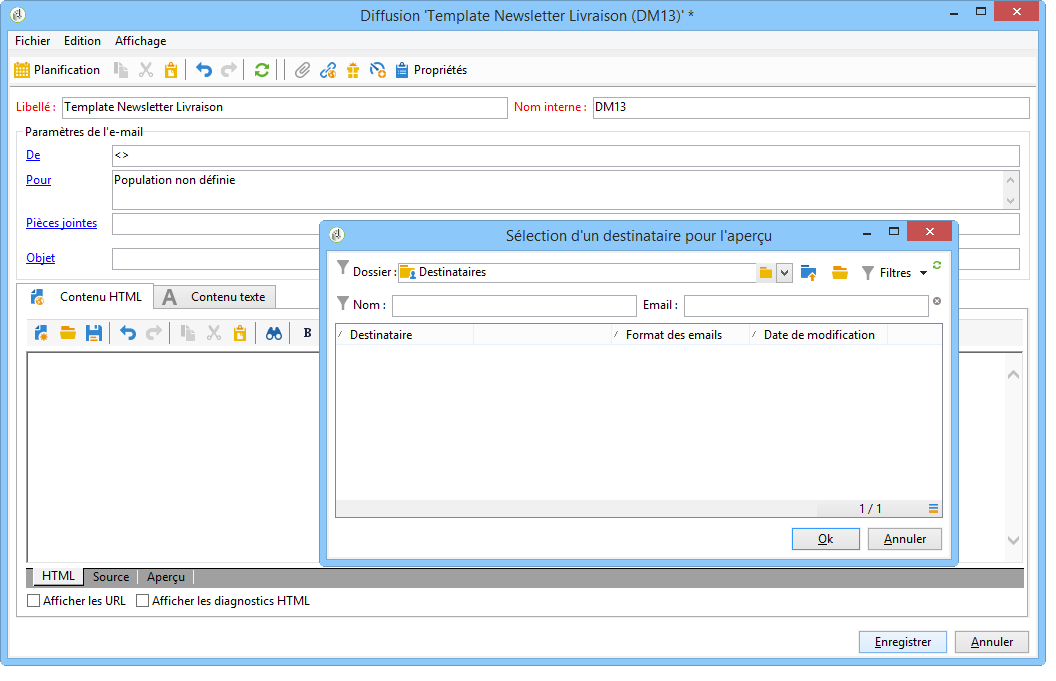 Diffusion 'Template Newsletter Livraison (DM13)' *
Fichier Edition Affichage
Planification Propriétés
Libellé : Template Newsletter Livraison Nom interne : DM13
Paramètres de l'e-mail
De <>
Pour Population non définie
Pièces jointes
Objet
Sélection d'un destinataire pour l'aperçu
Dossier : Destinataires Filtres
Nom : Email :
Destinataire Format des emails Date de modification
1 / 1
Ok Annuler
Contenu HTML A Contenu texte
B
HTML Source Aperçu
Afficher les URL Afficher les diagnostics HTML
Enregistrer Annuler